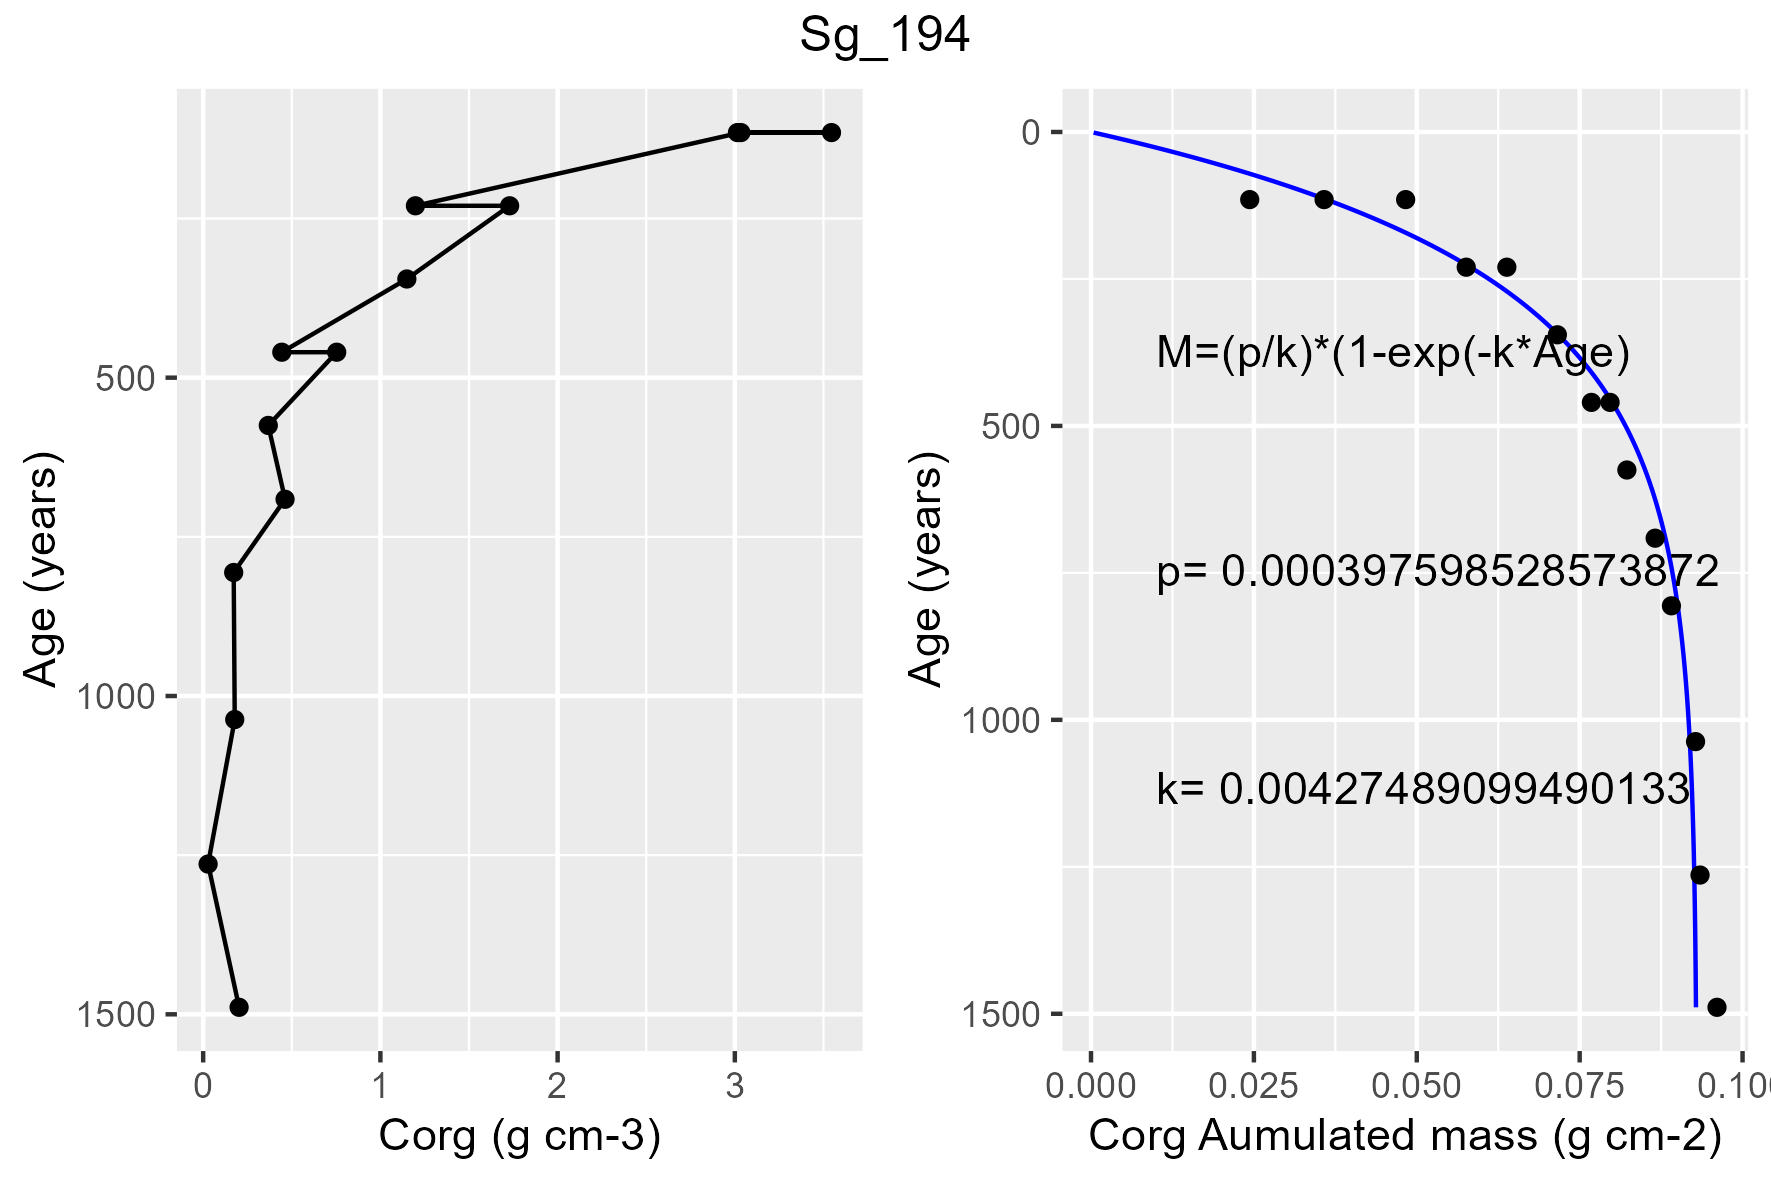 Sg_194
Age (years)
500
1000
1500
0
1
2
3
Corg (g cm-3)
Age (years)
0
500
1000
1500
M=(p/k)*(1-exp(-k*Age)
p= 0.000397598528573872
k= 0.00427489099490133
0.000
0.025
0.050
0.075
0.10
Corg Aumulated mass (g cm-2)